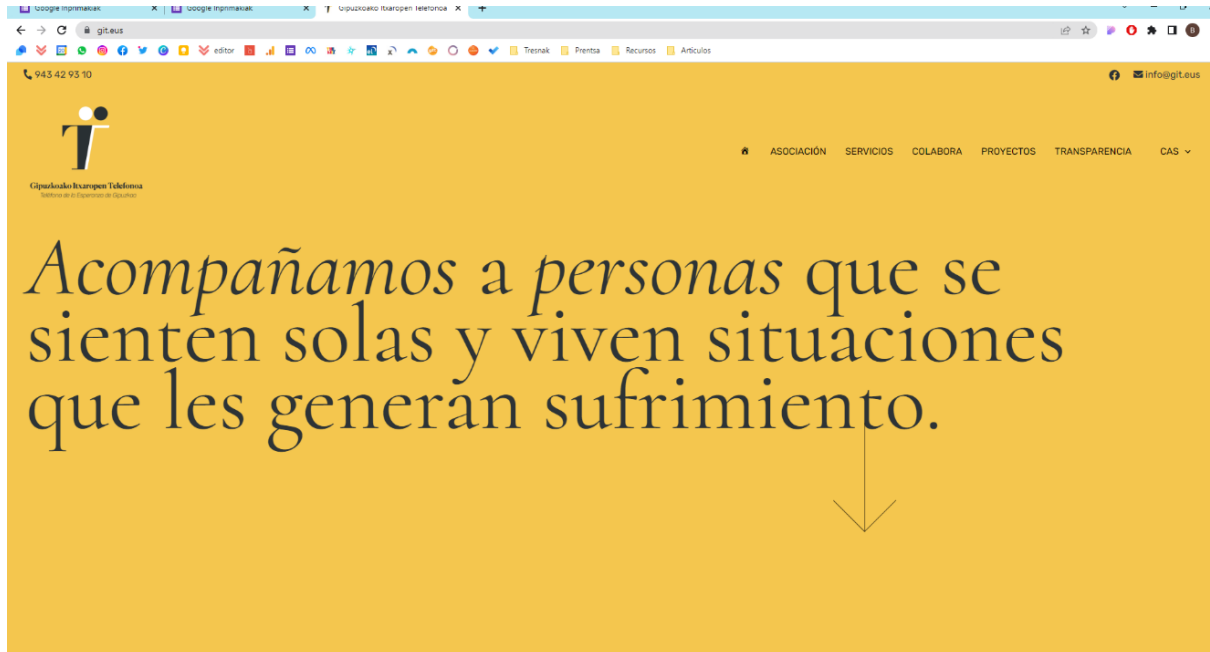 Google Inprimakiak
Google Inprimakiak
Gipuzkoako Itxaropen Telefonoa
git.eus
editor
Tresnak
Prentsa
Recursos
Artículos
943 42 93 10
info@git.eus
Gipuzkoako Itxaropen Telefonoa
Teléfono de la Esperanza de Gipuzkoa
ASOCIACIÓN SERVICIOS COLABORA PROYECTOS TRANSPARENCIA CAS
Acompañamos a personas que se
sienten solas y viven situaciones
que les generan sufrimiento.